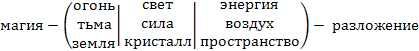 огонь свет энергия
магия − тьма сила воздух − разложение
земля кристалл пространство